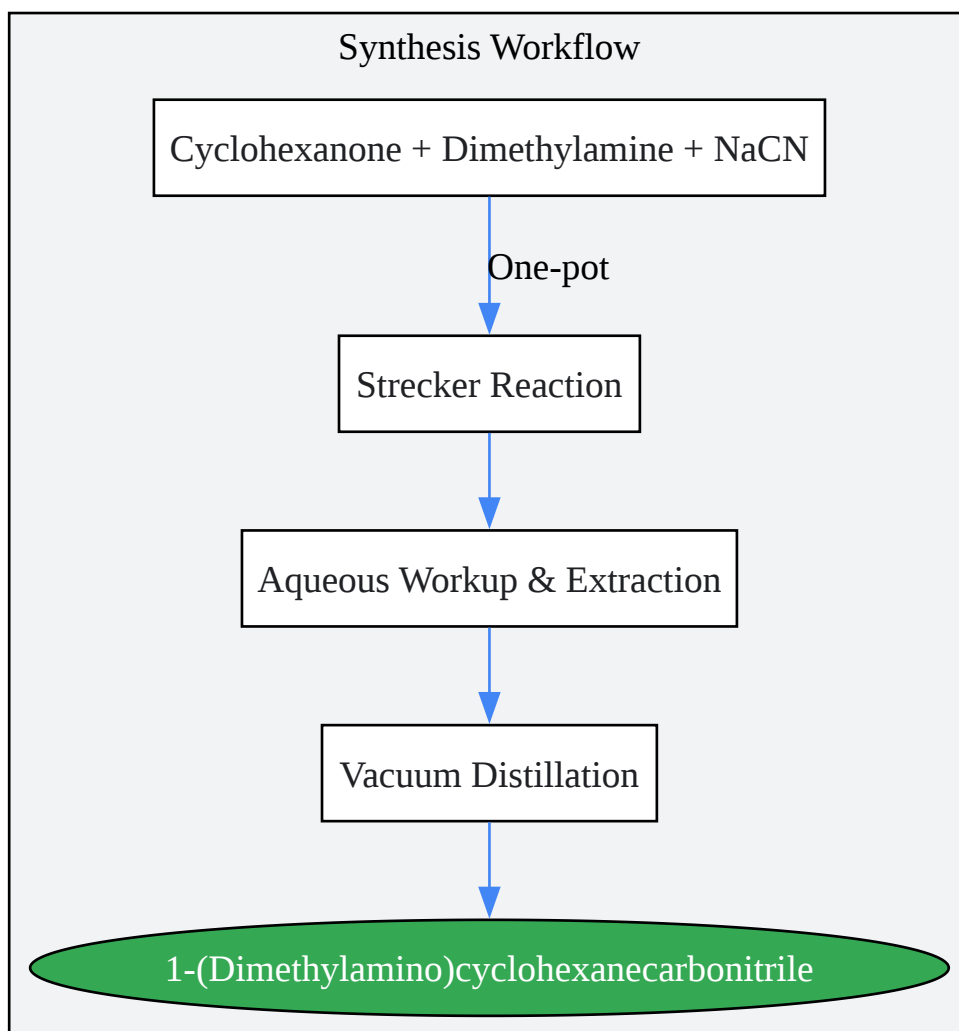 Synthesis Workflow
Cyclohexanone + Dimethylamine + NaCN
One-pot
Strecker Reaction
Aqueous Workup & Extraction
Vacuum Distillation
1-(Dimethylamino)cyclohexanecarbonitrile